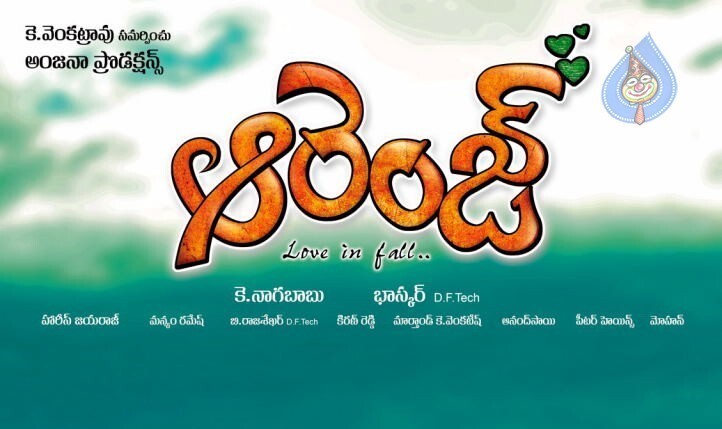 కె.వెంకట్రావు సమర్పించు
అంజనా ప్రొడక్షన్స్
ఆరెంజ్
Love in fall..
కె.నాగబాబు భాస్కర్ D.F.Tech
హారీస్ జయరాజ్ మన్నం రమేష్ బి.రాజశేఖర్ D.F.Tech కిరణ్ రెడ్డి మార్తాండ్ కె.వెంకటేష్ ఆనంద్‌సాయి పీటర్ హెయిన్స్ మోహన్